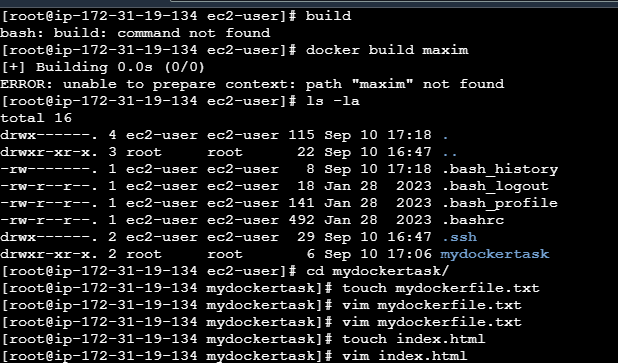 [root@ip-172-31-19-134 ec2-user]# build
bash: build: command not found
[root@ip-172-31-19-134 ec2-user]# docker build maxim
[+] Building 0.0s (0/0)
ERROR: unable to prepare context: path "maxim" not found
[root@ip-172-31-19-134 ec2-user]# ls -la
total 16
drwx------. 4 ec2-user ec2-user 115 Sep 10 17:18 .
drwxr-xr-x. 3 root     root      22 Sep 10 16:47 ..
-rw-------. 1 ec2-user ec2-user   8 Sep 10 17:18 .bash_history
-rw-r--r--. 1 ec2-user ec2-user  18 Jan 28  2023 .bash_logout
-rw-r--r--. 1 ec2-user ec2-user 141 Jan 28  2023 .bash_profile
-rw-r--r--. 1 ec2-user ec2-user 492 Jan 28  2023 .bashrc
drwx------. 2 ec2-user ec2-user  29 Sep 10 16:47 .ssh
drwxr-xr-x. 2 root     root       6 Sep 10 17:06 mydockertask
[root@ip-172-31-19-134 ec2-user]# cd mydockertask/
[root@ip-172-31-19-134 mydockertask]# touch mydockerfile.txt
[root@ip-172-31-19-134 mydockertask]# vim mydockerfile.txt
[root@ip-172-31-19-134 mydockertask]# vim mydockerfile.txt
[root@ip-172-31-19-134 mydockertask]# touch index.html
[root@ip-172-31-19-134 mydockertask]# vim index.html